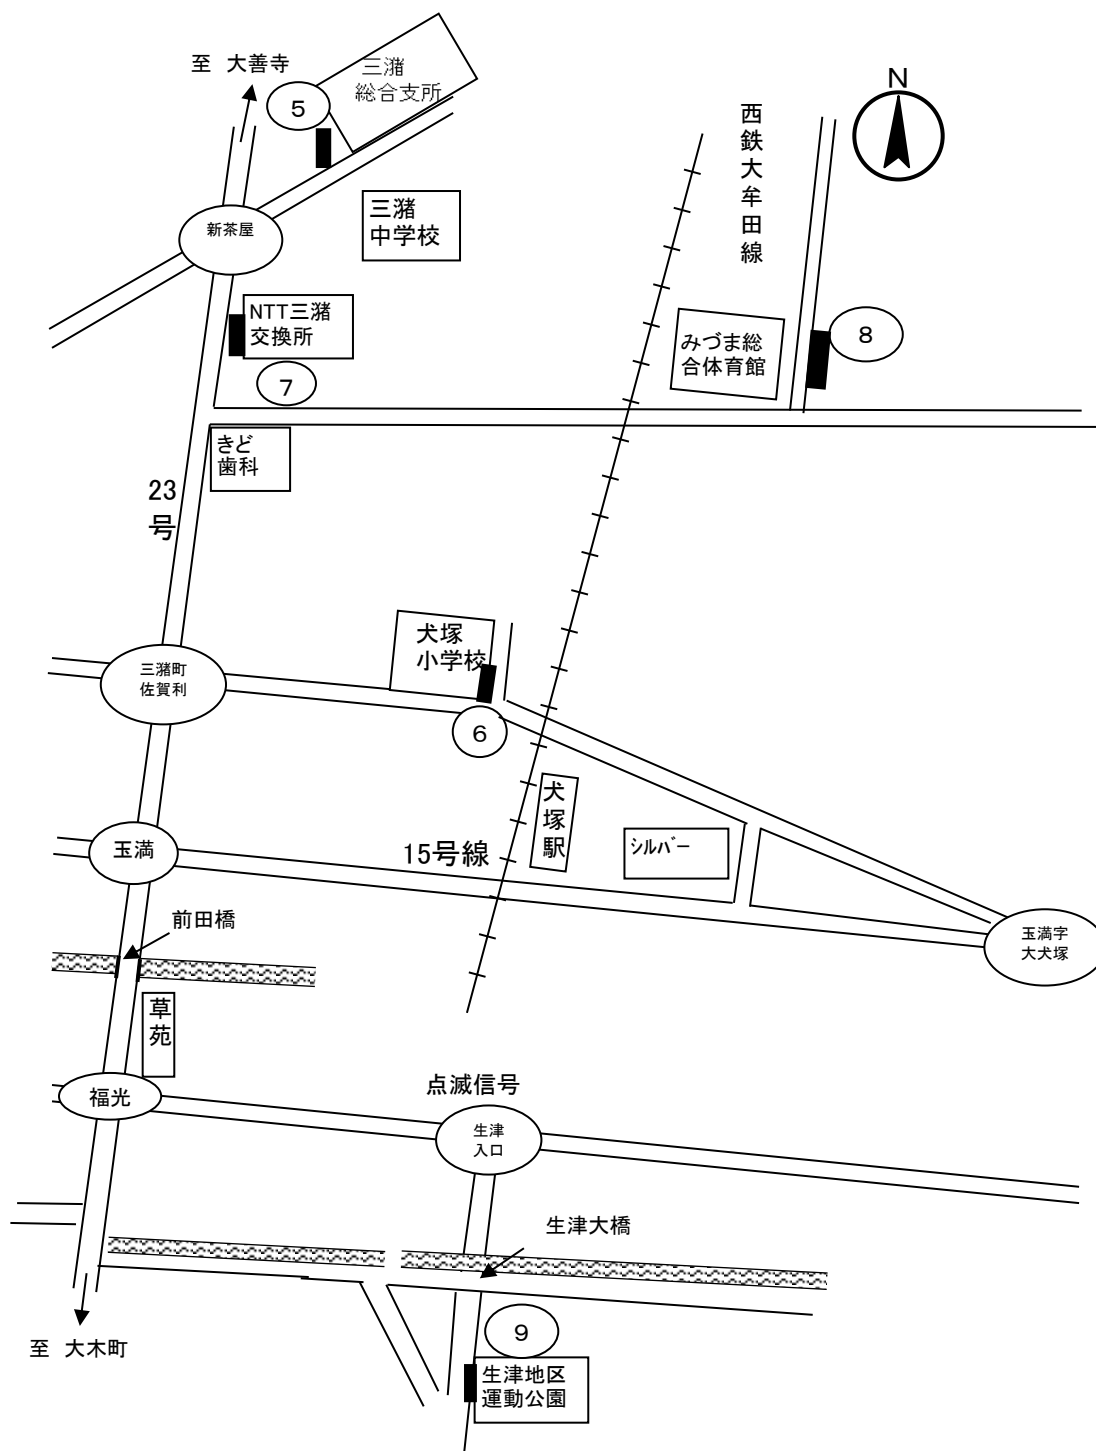 至 大善寺
三潴
総合支所
5
N
西鉄大牟田線
新茶屋
三潴
中学校
NTT三潴
交換所
7
みづま総
合体育館
8
きど
歯科
23
号
犬塚
小学校
三潴町
佐賀利
6
犬塚駅
15号線
シルバー
玉満
前田橋
玉満字
大犬塚
草苑
福光
点滅信号
生津
入口
生津大橋
9
至 大木町
生津地区
運動公園